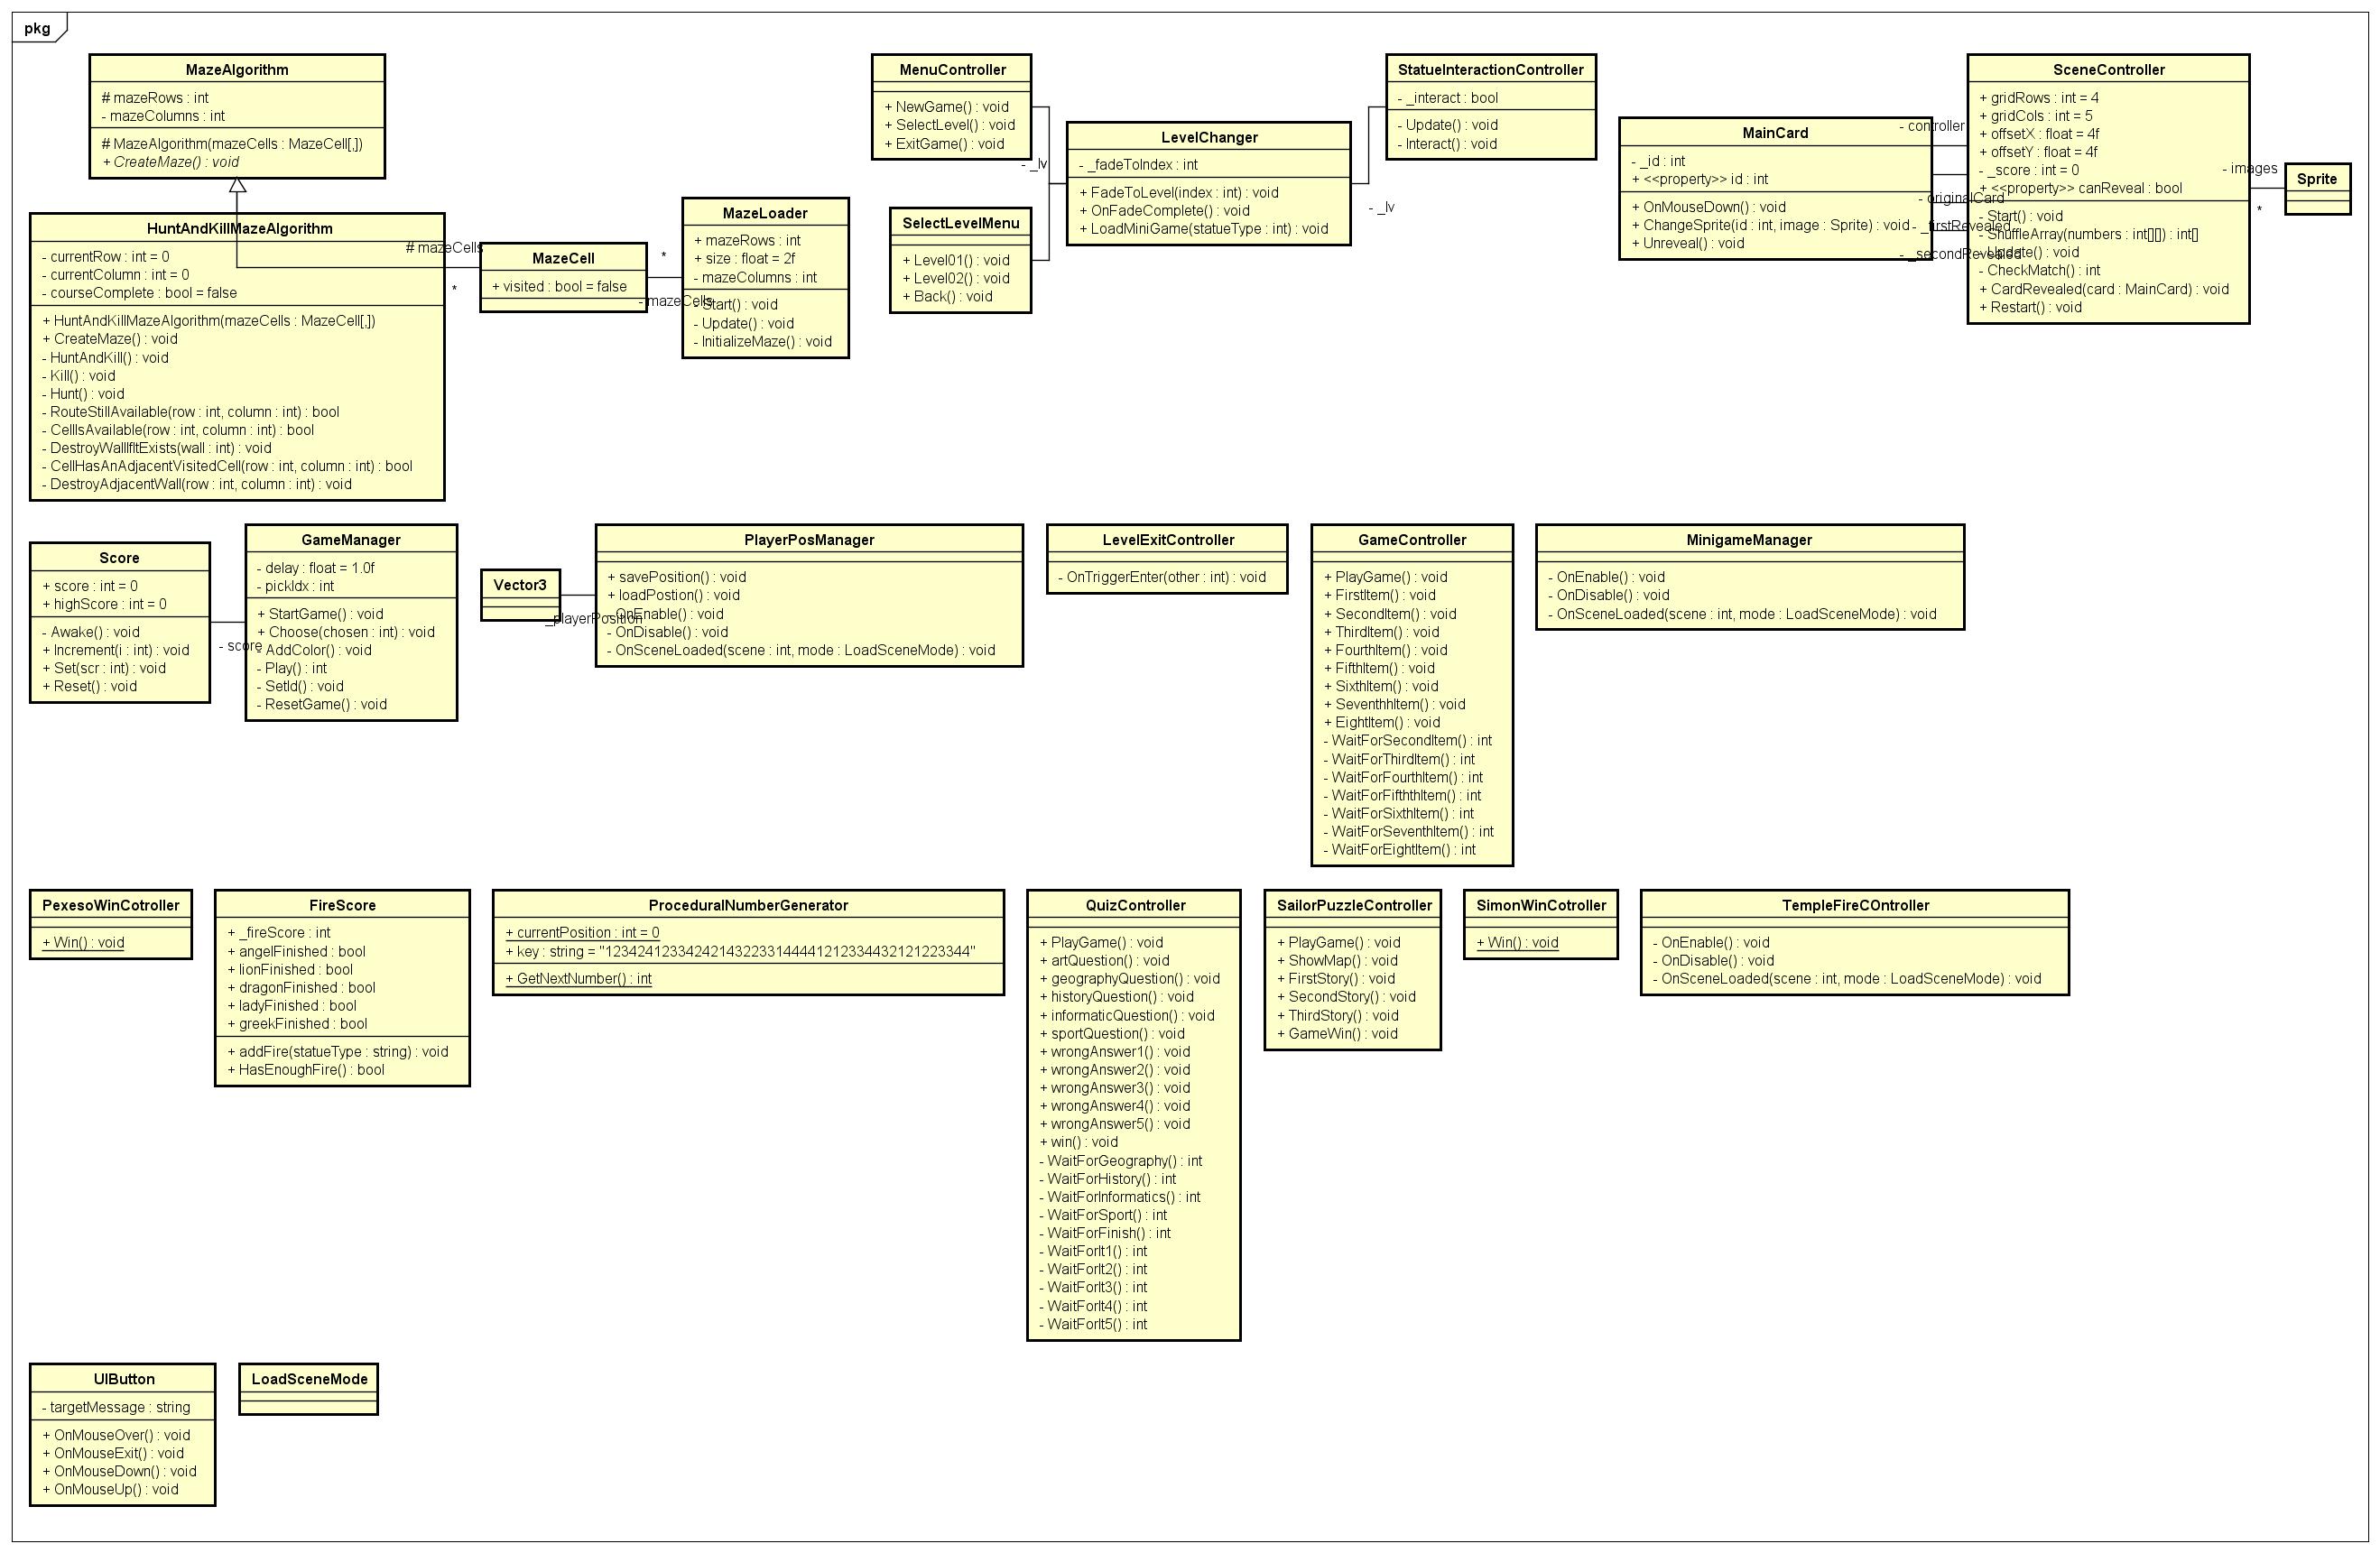 pkg
MazeAlgorithm
# mazeRows : int
- mazeColumns : int
# MazeAlgorithm(mazeCells : MazeCell[,])
+ CreateMaze() : void
HuntAndKillMazeAlgorithm
- currentRow : int = 0
- currentColumn : int = 0
- courseComplete : bool = false
+ HuntAndKillMazeAlgorithm(mazeCells : MazeCell[,])
+ CreateMaze() : void
- HuntAndKill() : void
- Kill() : void
- Hunt() : void
- RouteStillAvailable(row : int, column : int) : bool
- CellIsAvailable(row : int, column : int) : bool
- DestroyWallIfItExists(wall : int) : void
- CellHasAnAdjacentVisitedCell(row : int, column : int) : bool
- DestroyAdjacentWall(row : int, column : int) : void
# mazeCells
*
MazeCell
+ visited : bool = false
*
- mazeCells
MazeLoader
+ mazeRows : int
+ size : float = 2f
- mazeColumns : int
- Start() : void
- Update() : void
- InitializeMaze() : void
MenuController
+ NewGame() : void
+ SelectLevel() : void
+ ExitGame() : void
- _lv
SelectLevelMenu
+ Level01() : void
+ Level02() : void
+ Back() : void
LevelChanger
- _fadeToIndex : int
+ FadeToLevel(index : int) : void
+ OnFadeComplete() : void
+ LoadMiniGame(statueType : int) : void
- _lv
StatueInteractionController
- _interact : bool
- Update() : void
- Interact() : void
MainCard
- _id : int
+ <<property>> id : int
+ OnMouseDown() : void
+ ChangeSprite(id : int, image : Sprite) : void
+ Unreveal() : void
- controller
- originalCard
- _firstRevealed
- _secondRevealed
SceneController
+ gridRows : int = 4
+ gridCols : int = 5
+ offsetX : float = 4f
+ offsetY : float = 4f
- _score : int = 0
+ <<property>> canReveal : bool
- Start() : void
- ShuffleArray(numbers : int[][]) : int[]
- Update() : void
- CheckMatch() : int
+ CardRevealed(card : MainCard) : void
+ Restart() : void
- images
*
Sprite
Score
+ score : int = 0
+ highScore : int = 0
- Awake() : void
+ Increment(i : int) : void
+ Set(scr : int) : void
+ Reset() : void
- score
GameManager
- delay : float = 1.0f
- pickIdx : int
+ StartGame() : void
+ Choose(chosen : int) : void
- AddColor() : void
- Play() : int
- SetId() : void
- ResetGame() : void
Vector3
_playerPosition
PlayerPosManager
+ savePosition() : void
+ loadPostion() : void
- OnEnable() : void
- OnDisable() : void
- OnSceneLoaded(scene : int, mode : LoadSceneMode) : void
LevelExitController
- OnTriggerEnter(other : int) : void
GameController
+ PlayGame() : void
+ FirstItem() : void
+ SecondItem() : void
+ ThirdItem() : void
+ FourthItem() : void
+ FifthItem() : void
+ SixthItem() : void
+ SeventhhItem() : void
+ EightItem() : void
- WaitForSecondItem() : int
- WaitForThirdItem() : int
- WaitForFourthItem() : int
- WaitForFifththItem() : int
- WaitForSixthItem() : int
- WaitForSeventhItem() : int
- WaitForEightItem() : int
MinigameManager
- OnEnable() : void
- OnDisable() : void
- OnSceneLoaded(scene : int, mode : LoadSceneMode) : void
PexesoWinCotroller
+ Win() : void
FireScore
+ _fireScore : int
+ angelFinished : bool
+ lionFinished : bool
+ dragonFinished : bool
+ ladyFinished : bool
+ greekFinished : bool
+ addFire(statueType : string) : void
+ HasEnoughFire() : bool
ProceduralNumberGenerator
+ currentPosition : int = 0
+ key : string = "123424123342421432233144441212334432121223344"
+ GetNextNumber() : int
QuizController
+ PlayGame() : void
+ artQuestion() : void
+ geographyQuestion() : void
+ historyQuestion() : void
+ informaticQuestion() : void
+ sportQuestion() : void
+ wrongAnswer1() : void
+ wrongAnswer2() : void
+ wrongAnswer3() : void
+ wrongAnswer4() : void
+ wrongAnswer5() : void
+ win() : void
- WaitForGeography() : int
- WaitForHistory() : int
- WaitForInformatics() : int
- WaitForSport() : int
- WaitForFinish() : int
- WaitForIt1() : int
- WaitForIt2() : int
- WaitForIt3() : int
- WaitForIt4() : int
- WaitForIt5() : int
SailorPuzzleController
+ PlayGame() : void
+ ShowMap() : void
+ FirstStory() : void
+ SecondStory() : void
+ ThirdStory() : void
+ GameWin() : void
SimonWinCotroller
+ Win() : void
TempleFireCOntroller
- OnEnable() : void
- OnDisable() : void
- OnSceneLoaded(scene : int, mode : LoadSceneMode) : void
UIButton
- targetMessage : string
+ OnMouseOver() : void
+ OnMouseExit() : void
+ OnMouseDown() : void
+ OnMouseUp() : void
LoadSceneMode